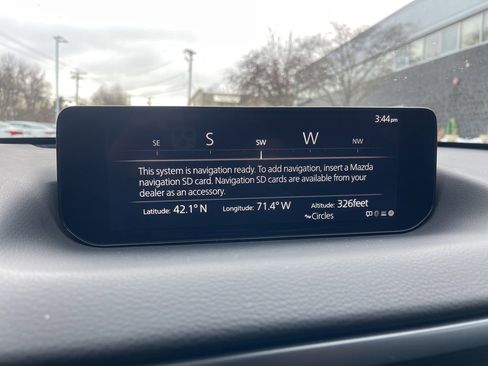 3:44pm
SE S SW W NW
This system is navigation ready. To add navigation, insert a Mazda
navigation SD card. Navigation SD cards are available from your
dealer as an accessory.
Latitude: 42.1° N Longitude: 71.4° W Altitude: 326feet
Circles